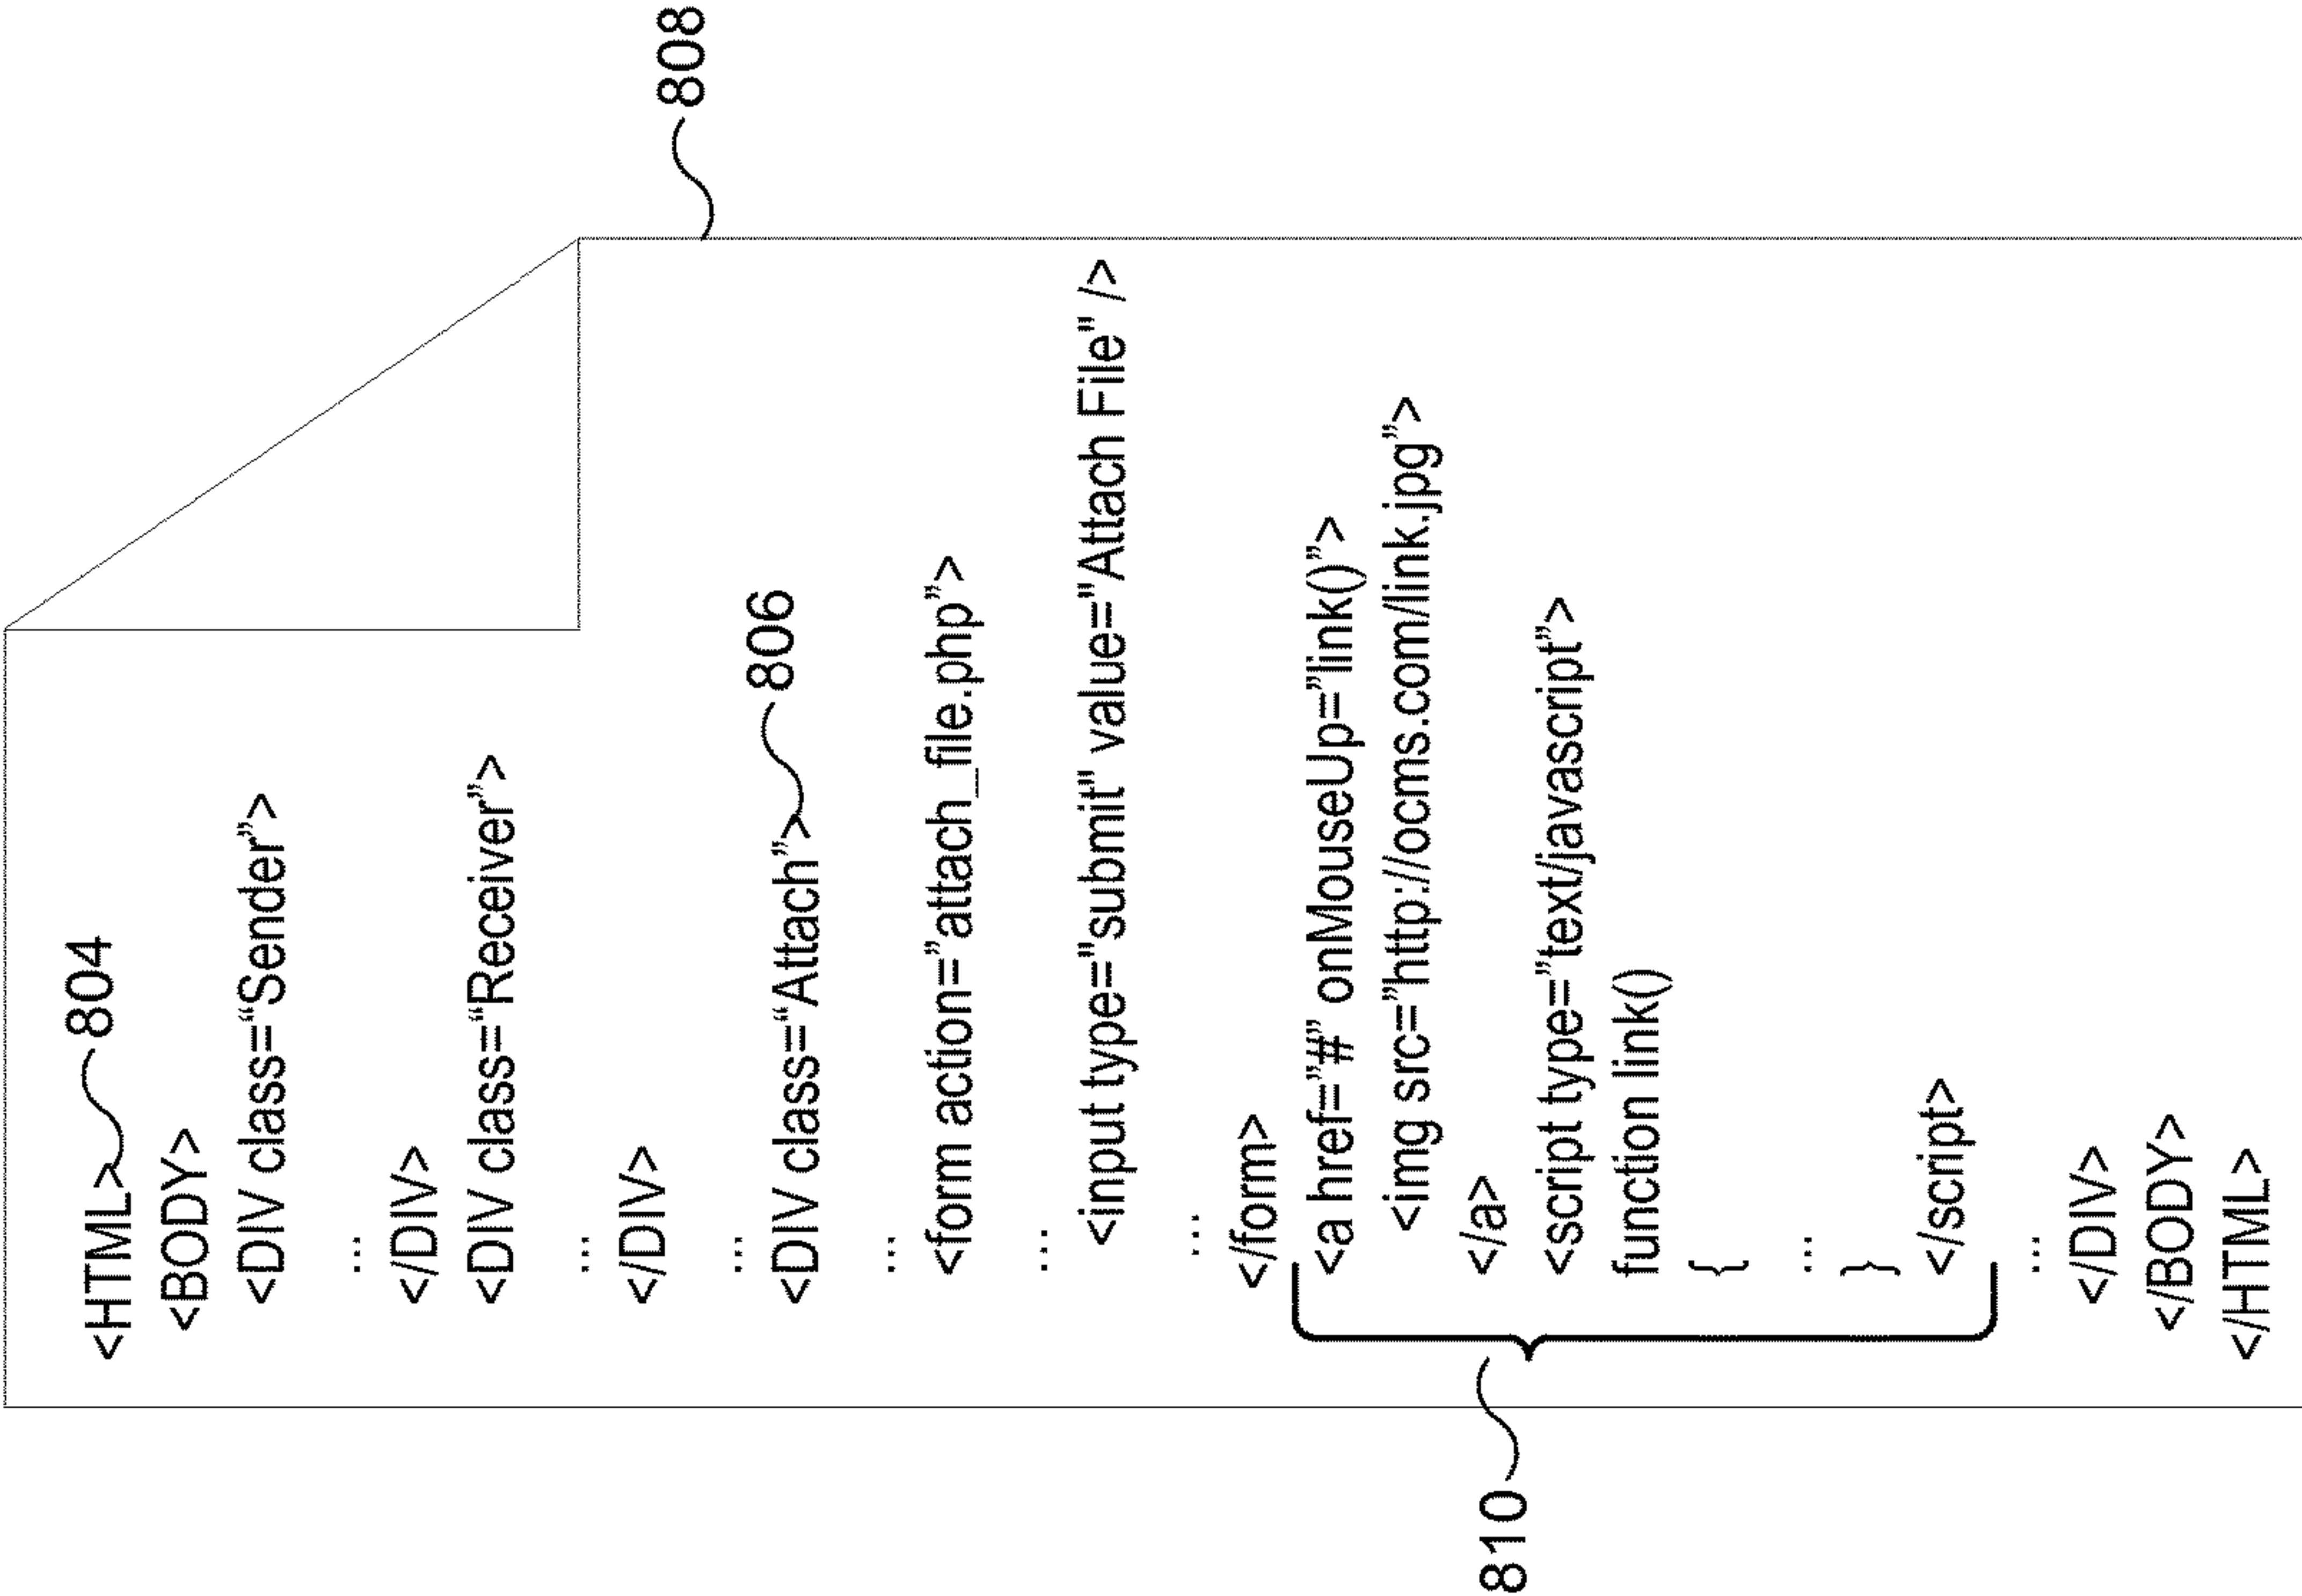 808
<HTML> 804
<BODY>
<DIV class=“Sender”>
...
</DIV>
<DIV class=“Receiver”>
...
</DIV>
...
<DIV class=“Attach”> 806
...
<form action=”attach_file.php”>
...
<input type="submit" value="Attach File" />
...
</form>
810
<a href=”#” onMouseUp=”link()”>
<img src=”http://ocms.com/link.jpg”>
</a>
<script type=”text/javascript”>
function link()
{
...
}
</script>
...
</DIV>
</BODY>
</HTML>